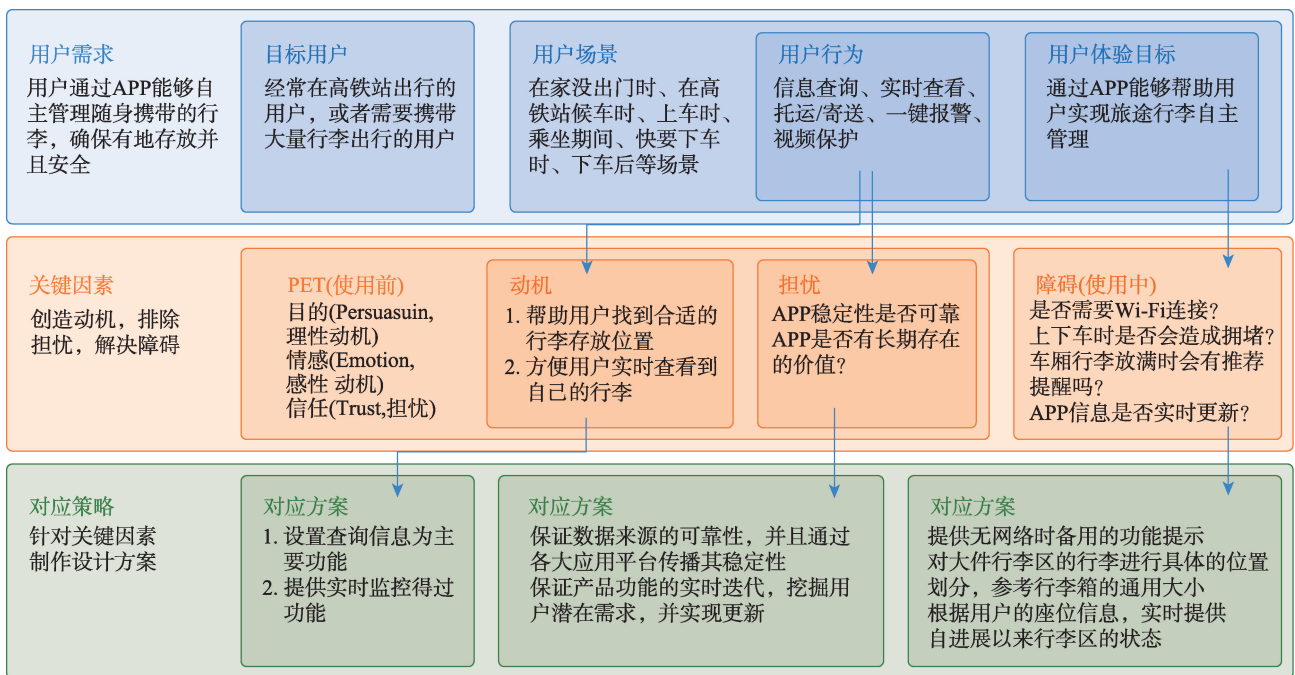 用户需求
用户通过APP能够自
主管理随身携带的行
李，确保有地存放并
且安全
目标用户
经常在高铁站出行的
用户，或者需要携带
大量行李出行的用户
用户场景
在家没出门时、在高
铁站候车时、上车时、
乘坐期间、快要下车
时、下车后等场景
用户行为
信息查询、实时查看、
托运/寄送、一键报警、
视频保护
用户体验目标
通过APP能够帮助用
户实现旅途行李自主
管理
关键因素
创造动机，排除
担忧，解决障碍
PET(使用前)
目的(Persuasuin,
理性动机)
情感(Emotion,
感性 动机)
信任(Trust,担忧)
动机
1. 帮助用户找到合适的
行李存放位置
2. 方便用户实时查看到
自己的行李
担忧
APP稳定性是否可靠
APP是否有长期存在
的价值？
障碍(使用中)
是否需要Wi-Fi连接？
上下车时是否会造成拥堵？
车厢行李放满时会有推荐
提醒吗？
APP信息是否实时更新？
对应策略
针对关键因素
制作设计方案
对应方案
1. 设置查询信息为主
要功能
2. 提供实时监控得过
功能
对应方案
保证数据来源的可靠性，并且通过
各大应用平台传播其稳定性
保证产品功能的实时迭代，挖掘用
户潜在需求，并实现更新
对应方案
提供无网络时备用的功能提示
对大件行李区的行李进行具体的位置
划分，参考行李箱的通用大小
根据用户的座位信息，实时提供
自进展以来行李区的状态